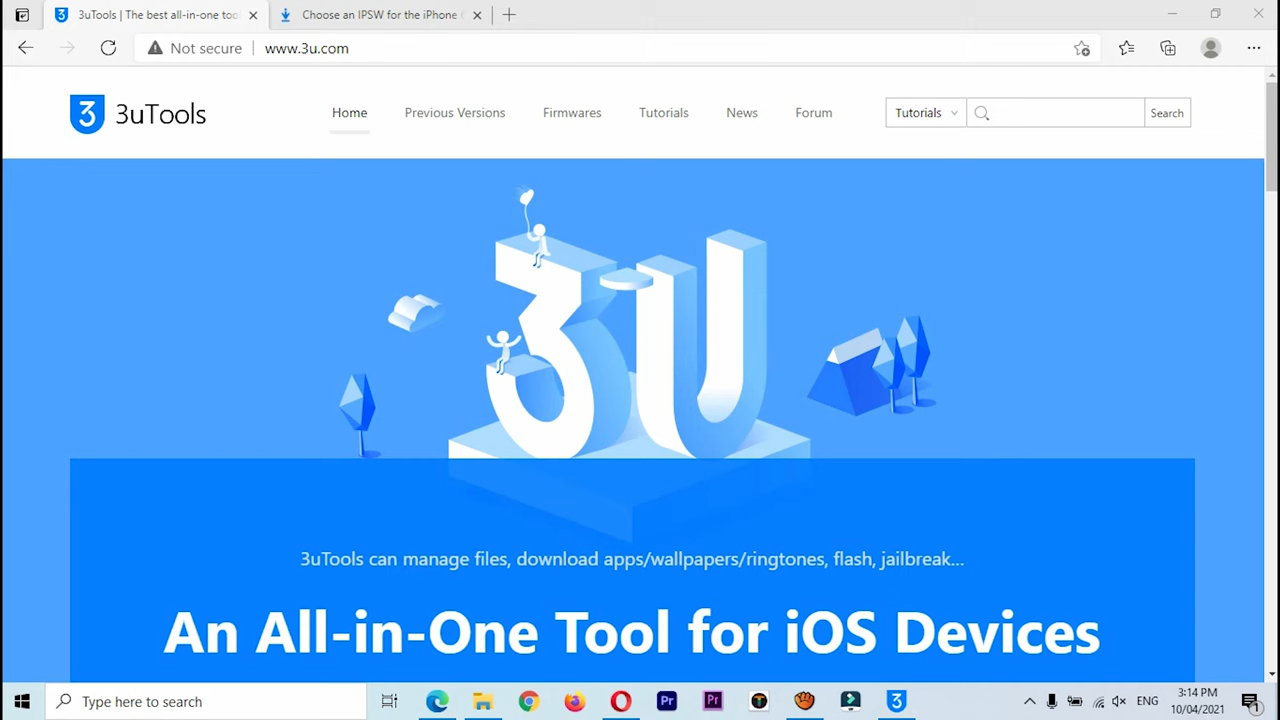 3uTools | The best all-in-one too
Choose an IPSW for the iPhone
Not secure
www.3u.com
3uTools
Home
Previous Versions
Firmwares
Tutorials
News
Forum
Tutorials
Search
3U
3uTools can manage files, download apps/wallpapers/ringtones, flash, jailbreak...
An All-in-One Tool for iOS Devices
Type here to search
ENG
3:14 PM
10/04/2021